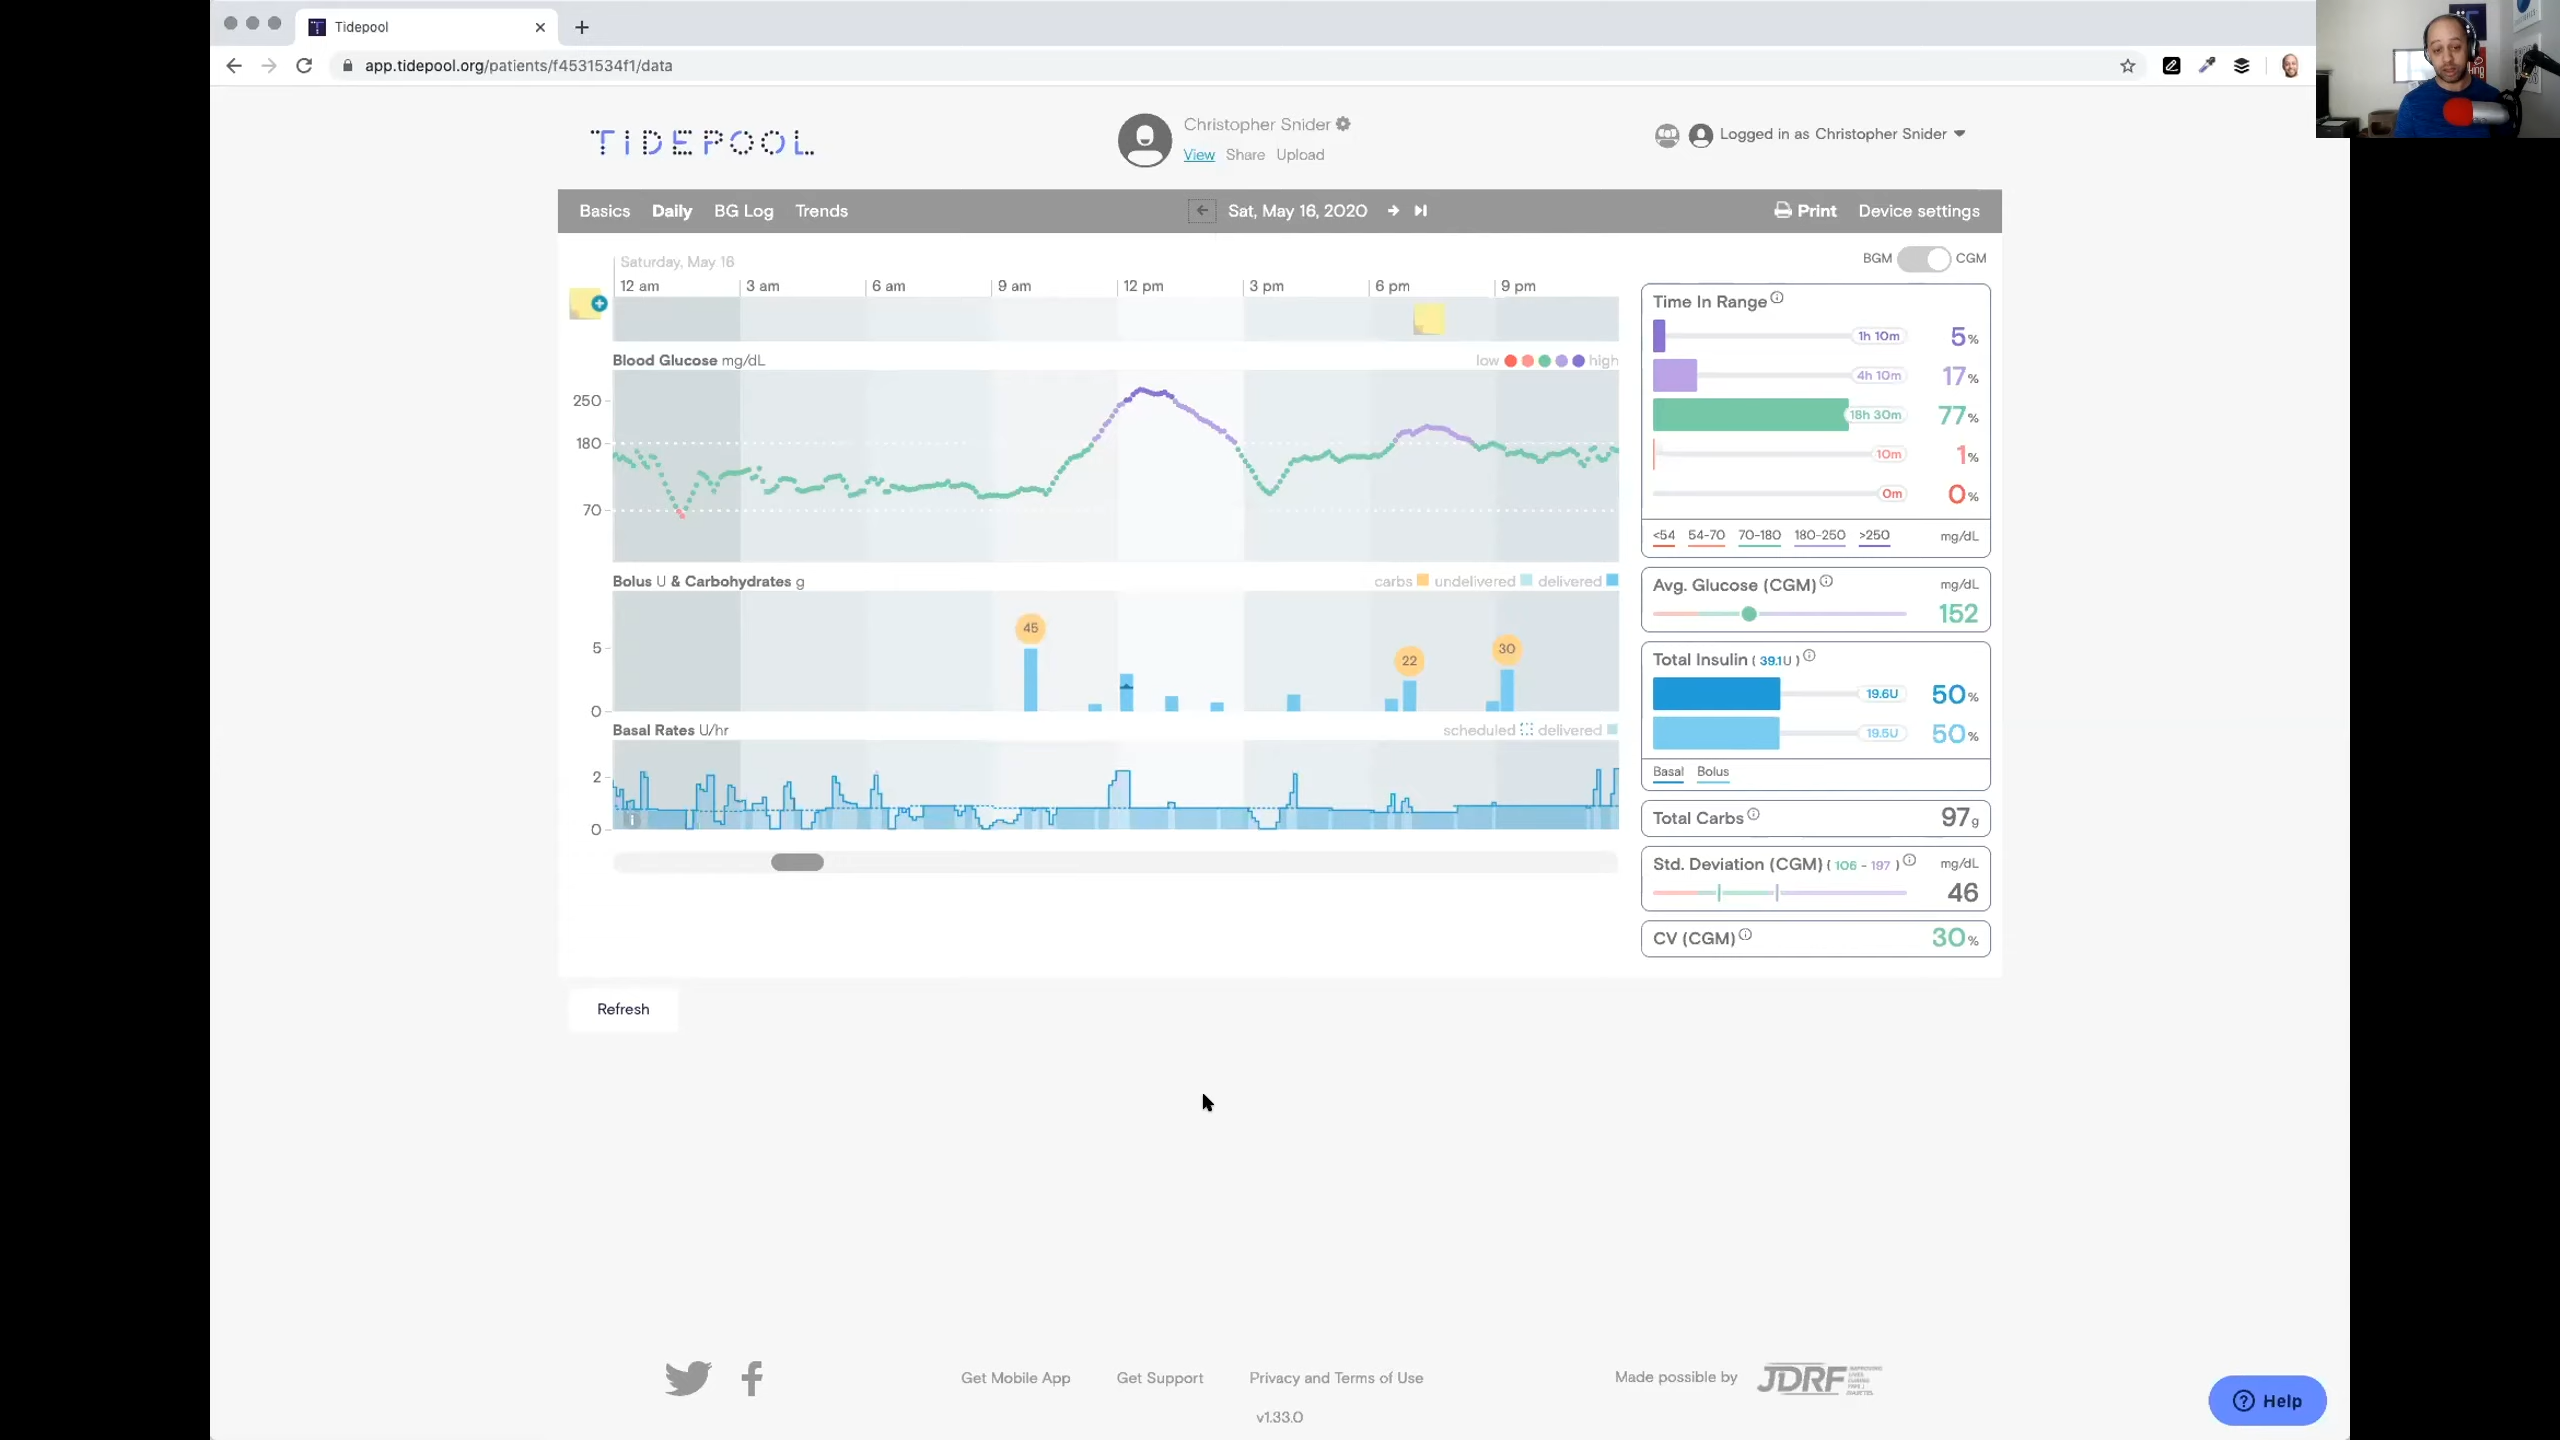 Tidepool
app.tidepool.org/patients/f4531534f1/data
TIDEPOOL
Christopher Snider
View Share Upload
Logged in as Christopher Snider
Basics Daily BG Log Trends
Sat, May 16, 2020
Print Device settings
BGM CGM
Saturday, May 16
12 am 3 am 6 am 9 am 12 pm 3 pm 6 pm 9 pm
Blood Glucose mg/dL
low high
250
180
70
Bolus U & Carbohydrates g
carbs undelivered delivered
45
22
30
5
0
Basal Rates U/hr
scheduled delivered
2
0
Time In Range
1h 10m 5%
4h 10m 17%
18h 30m 77%
10m 1%
0m 0%
<54 54-70 70-180 180-250 >250 mg/dL
Avg. Glucose (CGM) mg/dL
152
Total Insulin ( 39.1U )
19.6U 50%
19.5U 50%
Basal Bolus
Total Carbs 97g
Std. Deviation (CGM) ( 106 - 197 ) mg/dL
46
CV (CGM) 30%
Refresh
Get Mobile App Get Support Privacy and Terms of Use
Made possible by JDRF
v1.33.0
Help